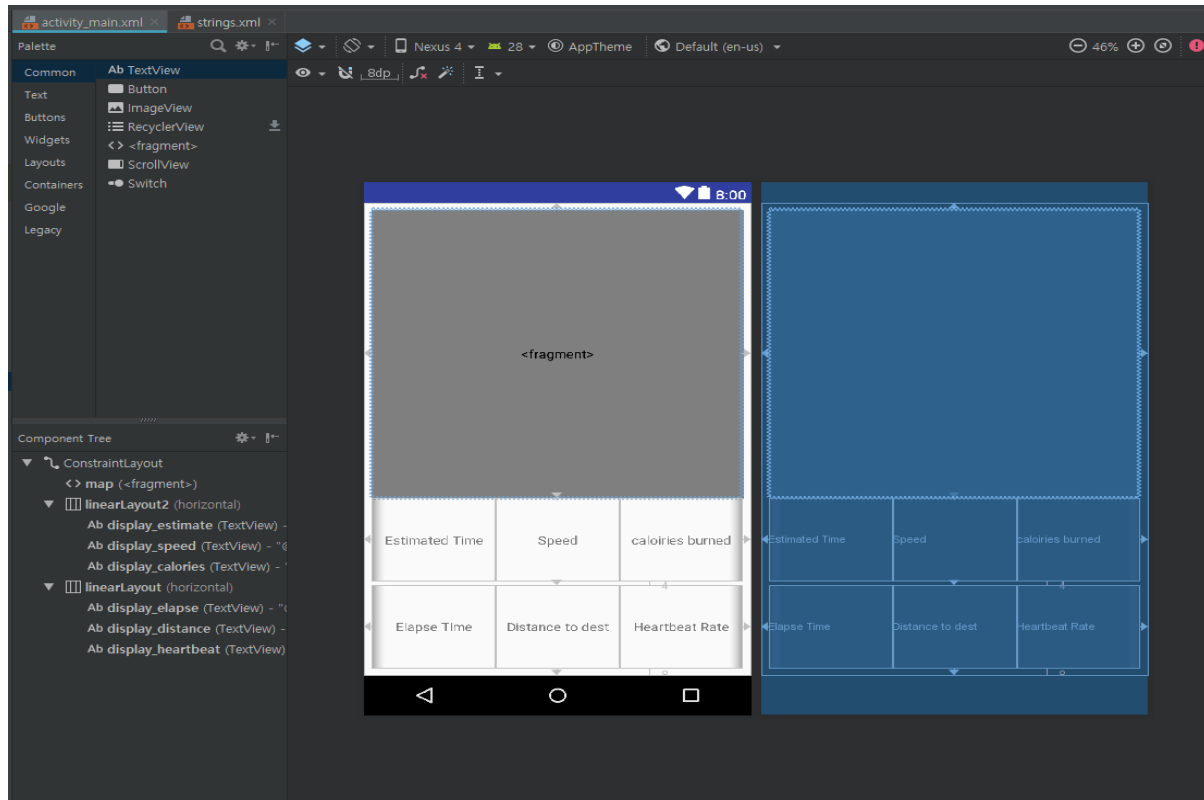 activity_main.xml × strings.xml ×
Palette
Nexus 4 28 AppTheme Default (en-us) 46%
Common
Text
Buttons
Widgets
Layouts
Containers
Google
Legacy
Ab TextView
Button
ImageView
RecyclerView
<> <fragment>
ScrollView
Switch
8dp
8:00
<fragment>
Estimated Time Speed caloiries burned
4
Elapse TIme Distance to dest Heartbeat Rate
8
Estimated Time Speed caloiries burned
4
Elapse TIme Distance to dest Heartbeat Rate
8
Component Tree
ConstraintLayout
<> map (<fragment>)
linearLayout2 (horizontal)
Ab display_estimate (TextView) -
Ab display_speed (TextView) - "@
Ab display_calories (TextView) - "
linearLayout (horizontal)
Ab display_elapse (TextView) - "@
Ab display_distance (TextView) -
Ab display_heartbeat (TextView)